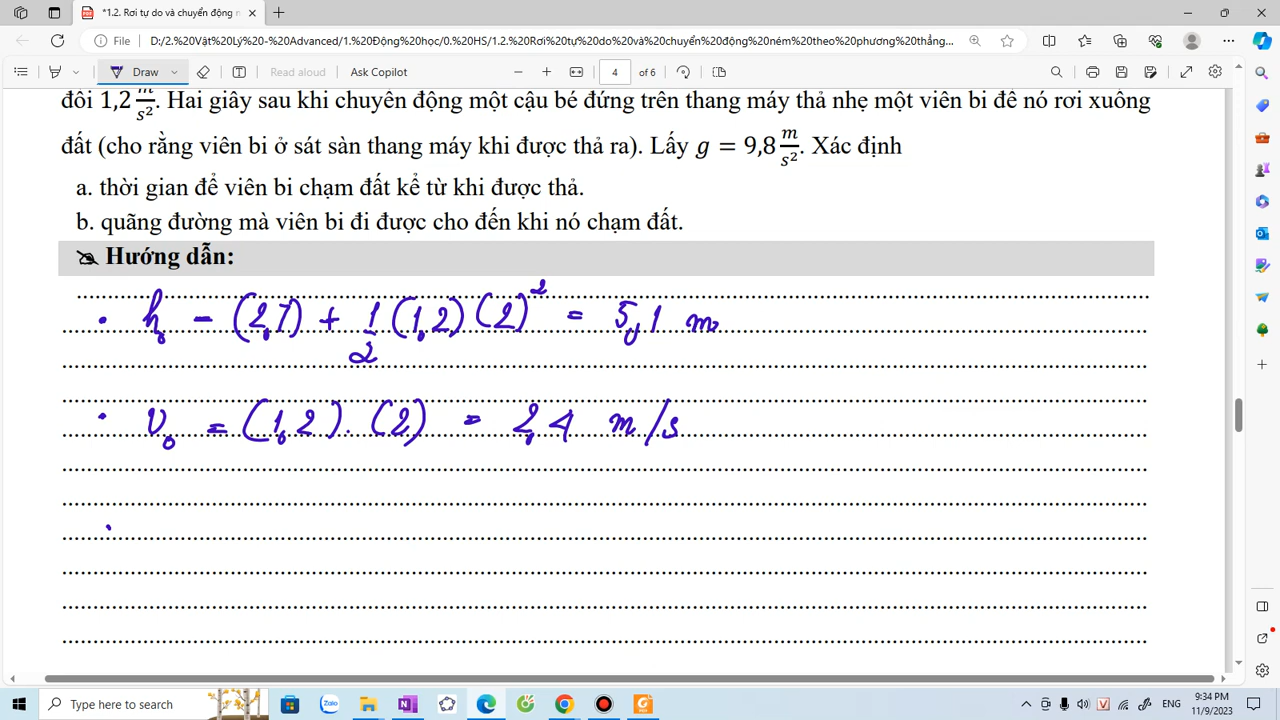 *1.2. Rơi tự do và chuyển động n
File
D:/2.%20Vật%20Lý%20-%20Advanced/1.%20Động%20học/0.%20HS/1.2.%20Rơi%20tự%20do%20và%20chuyển%20động%20ném%20theo%20phương%20thẳng...
Draw
Read aloud
Ask Copilot
4 of 6
đổi 1,2 m/s². Hai giây sau khi chuyển động một cậu bé đứng trên thang máy thả nhẹ một viên bi để nó rơi xuống
đất (cho rằng viên bi ở sát sàn thang máy khi được thả ra). Lấy g = 9,8 m/s². Xác định
a. thời gian để viên bi chạm đất kể từ khi được thả.
b. quãng đường mà viên bi đi được cho đến khi nó chạm đất.
Hướng dẫn:
• h₀ = (2,7) + 1/2 (1,2) (2)² = 5,1 m
• v₀ = (1,2) . (2) = 2,4 m/s
Type here to search
Zalo
ENG
9:34 PM
11/9/2023